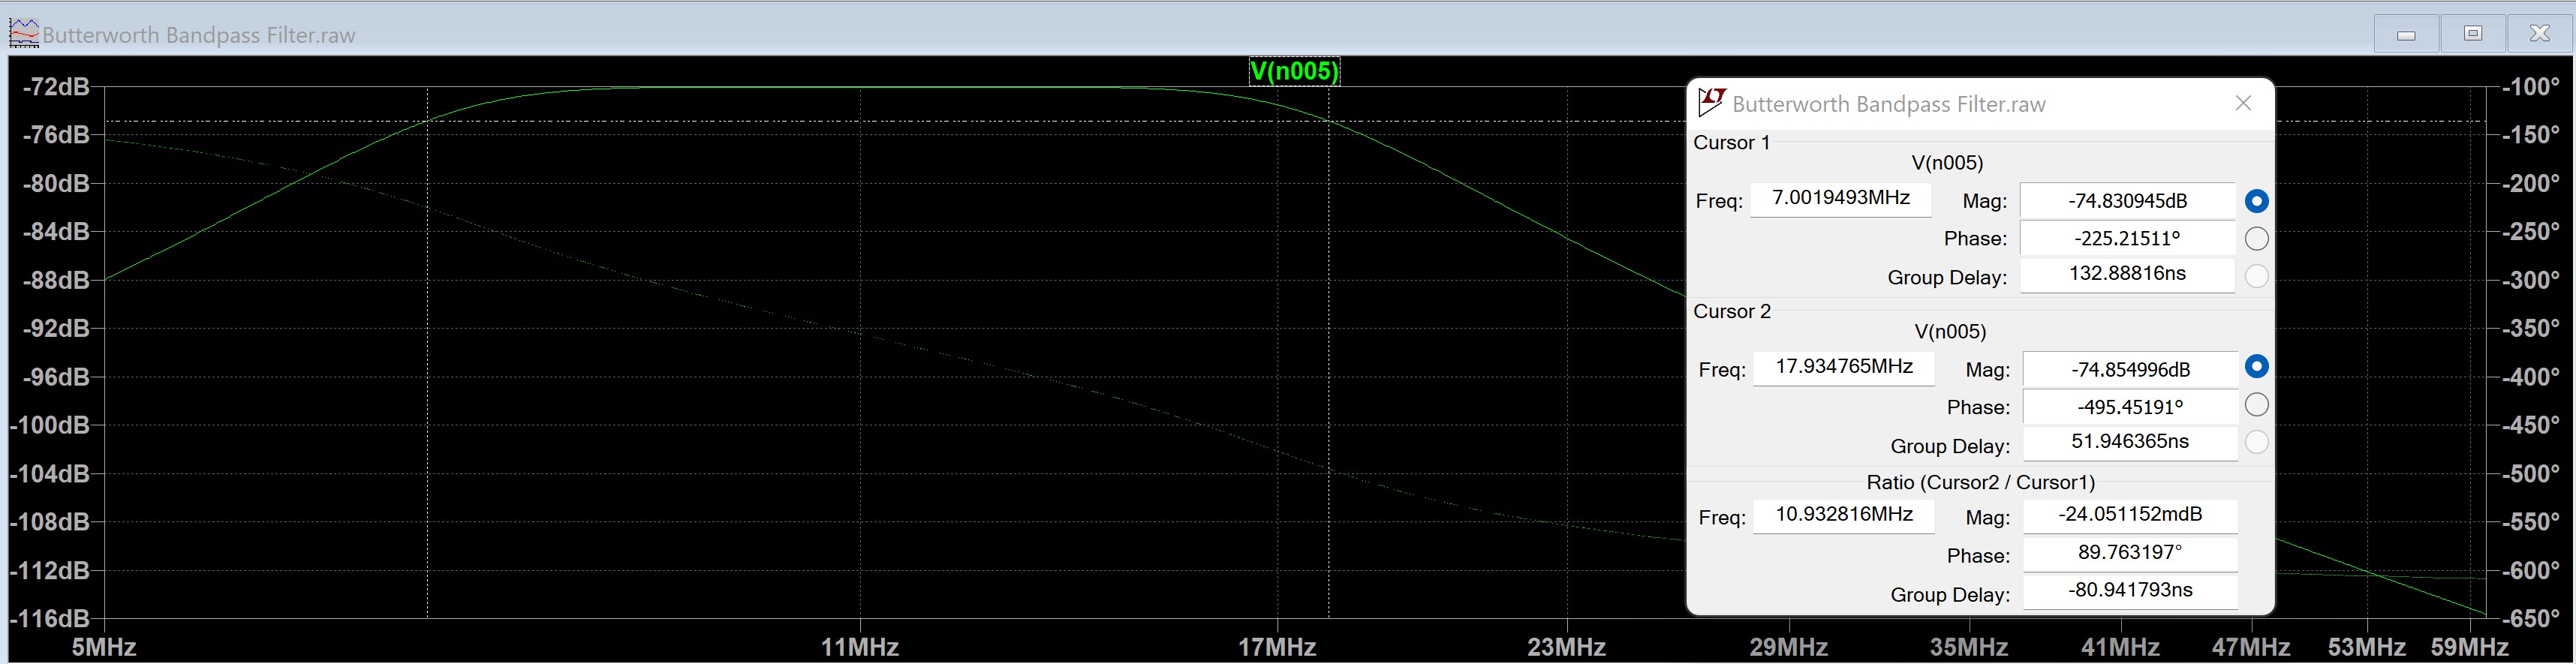 Butterworth Bandpass Filter.raw
V(n005)
-72dB
-76dB
-80dB
-84dB
-88dB
-92dB
-96dB
-100dB
-104dB
-108dB
-112dB
-116dB
5MHz 11MHz 17MHz 23MHz 29MHz 35MHz 41MHz 47MHz 53MHz 59MHz
-100°
-150°
-200°
-250°
-300°
-350°
-400°
-450°
-500°
-550°
-600°
-650°
Butterworth Bandpass Filter.raw
Cursor 1
V(n005)
Freq: 7.0019493MHz Mag: -74.830945dB
Phase: -225.21511°
Group Delay: 132.88816ns
Cursor 2
V(n005)
Freq: 17.934765MHz Mag: -74.854996dB
Phase: -495.45191°
Group Delay: 51.946365ns
Ratio (Cursor2 / Cursor1)
Freq: 10.932816MHz Mag: -24.051152mdB
Phase: 89.763197°
Group Delay: -80.941793ns